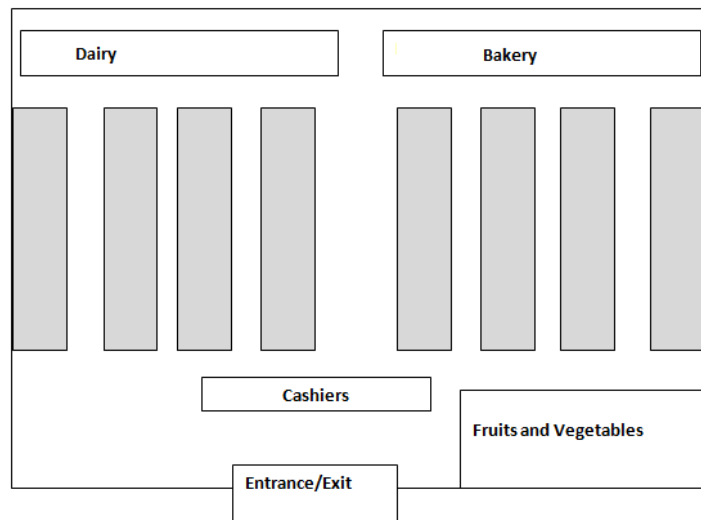 Dairy
Bakery
Cashiers
Fruits and Vegetables
Entrance/Exit